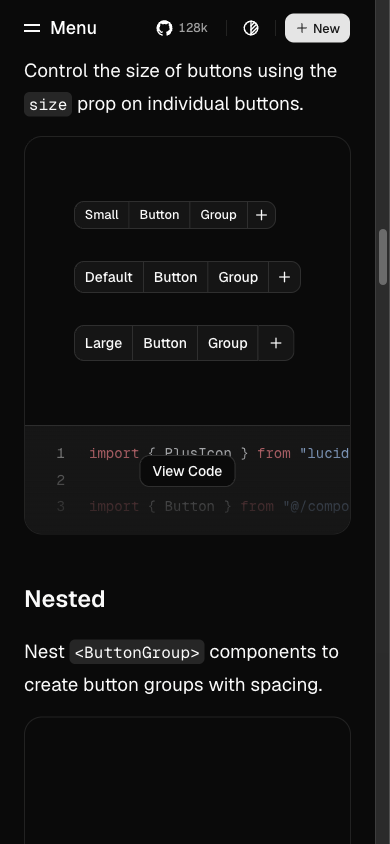 Menu 128k + New
Control the size of buttons using the
size prop on individual buttons.
Small Button Group +
Default Button Group +
Large Button Group +
1 import { PlusIcon } from "lucid
View Code
2
3 import { Button } from "@/compo
Nested
Nest <ButtonGroup> components to
create button groups with spacing.